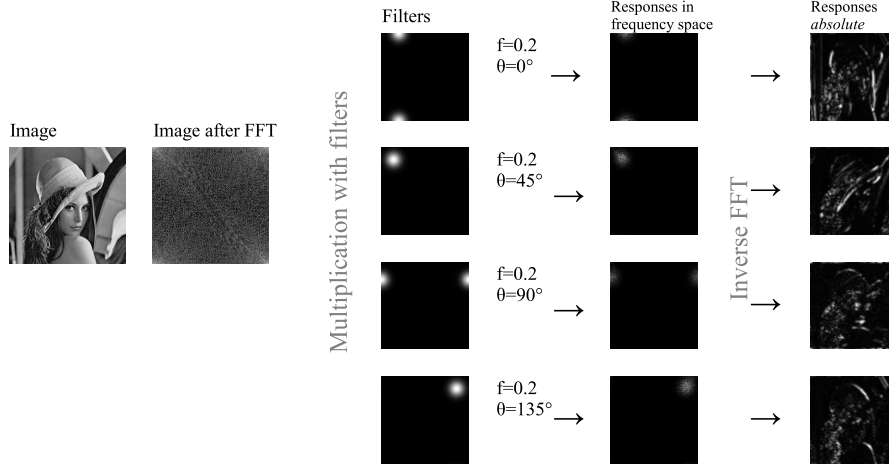 Image
Image after FFT
Multiplication with filters
Filters
f=0.2
θ=0°
f=0.2
θ=45°
f=0.2
θ=90°
f=0.2
θ=135°
Responses in
frequency space
Inverse FFT
Responses
absolute